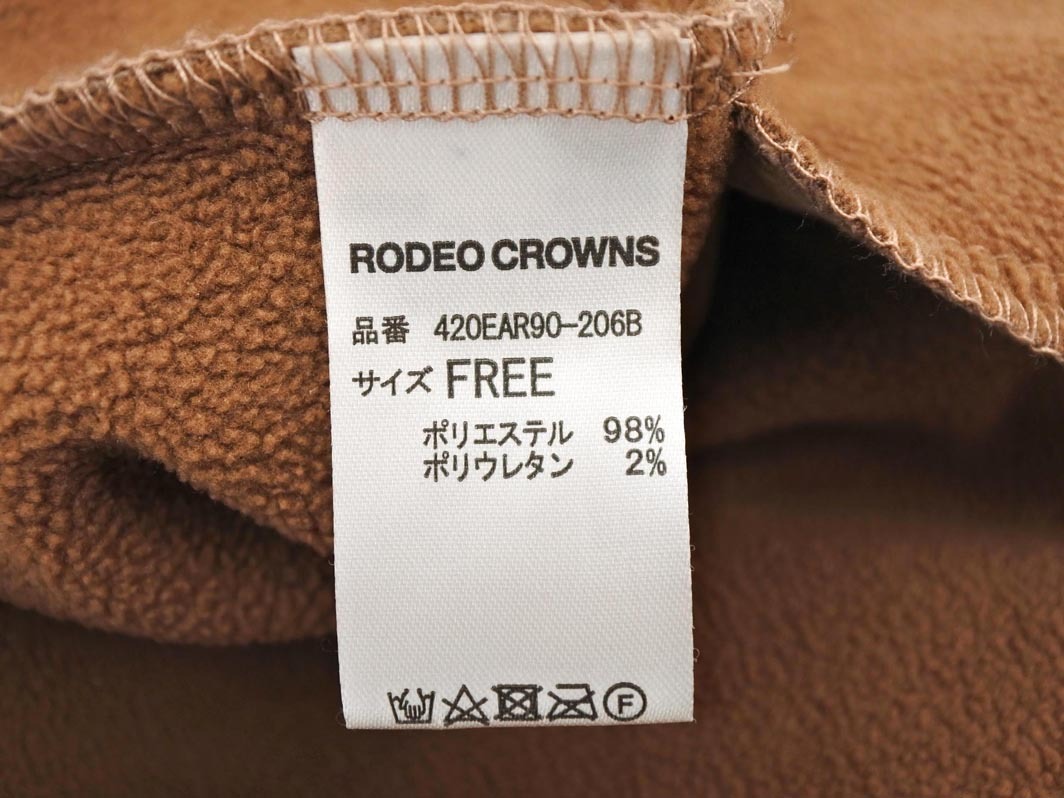 RODEO CROWNS
品番 420EAR90-206B
サイズ FREE
ポリエステル 98%
ポリウレタン 2%
F